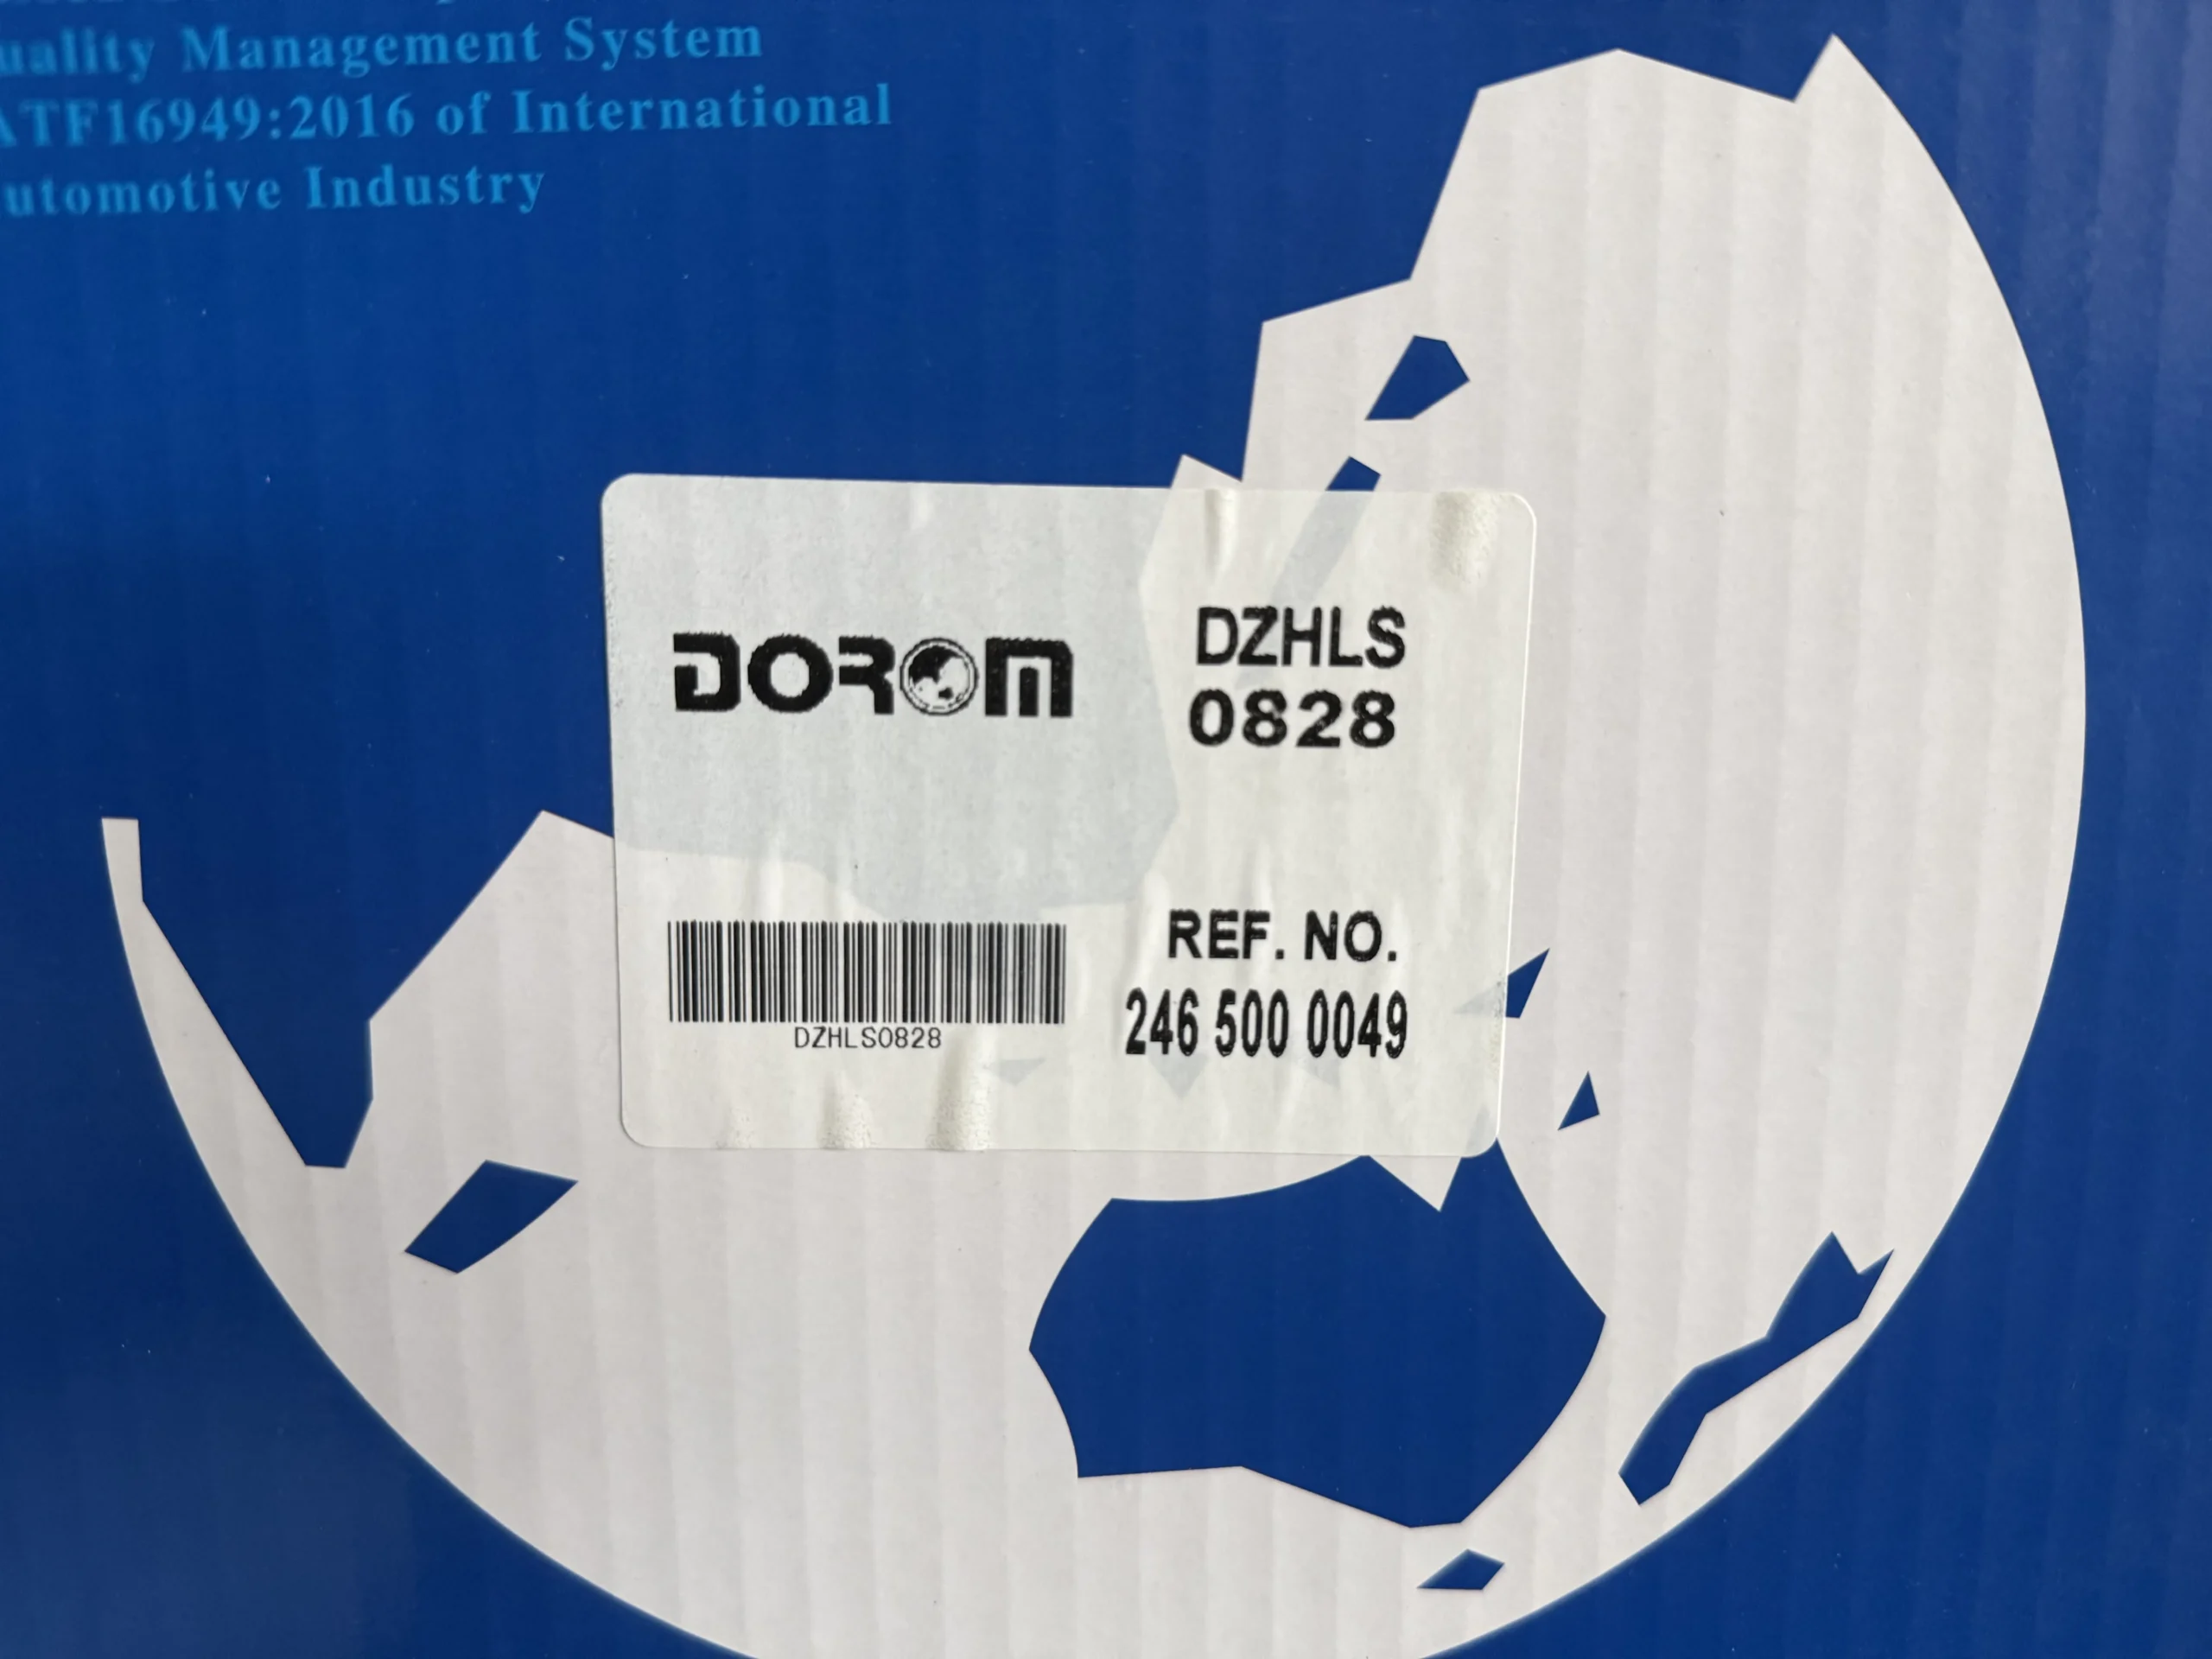 uality Management System
ATF16949:2016 of International
utomotive Industry
DOROM
DZHLS
0828
REF. NO.
246 500 0049
DZHLS0828